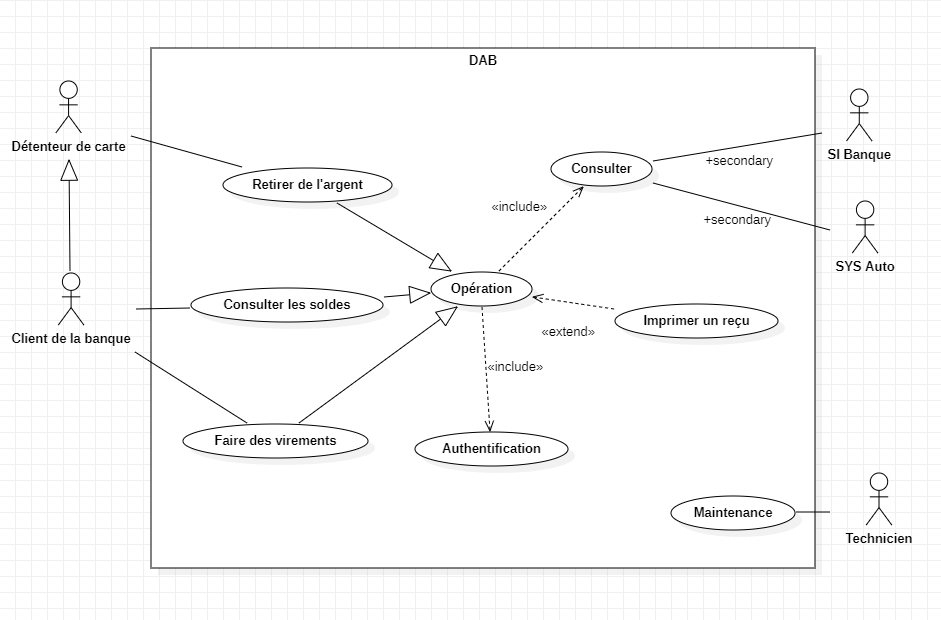 DAB
Détenteur de carte
SI Banque
+secondary
Consulter
Retirer de l'argent
«include»
+secondary
SYS Auto
Opération
Consulter les soldes
Imprimer un reçu
«extend»
Client de la banque
«include»
Faire des virements
Authentification
Maintenance
Technicien